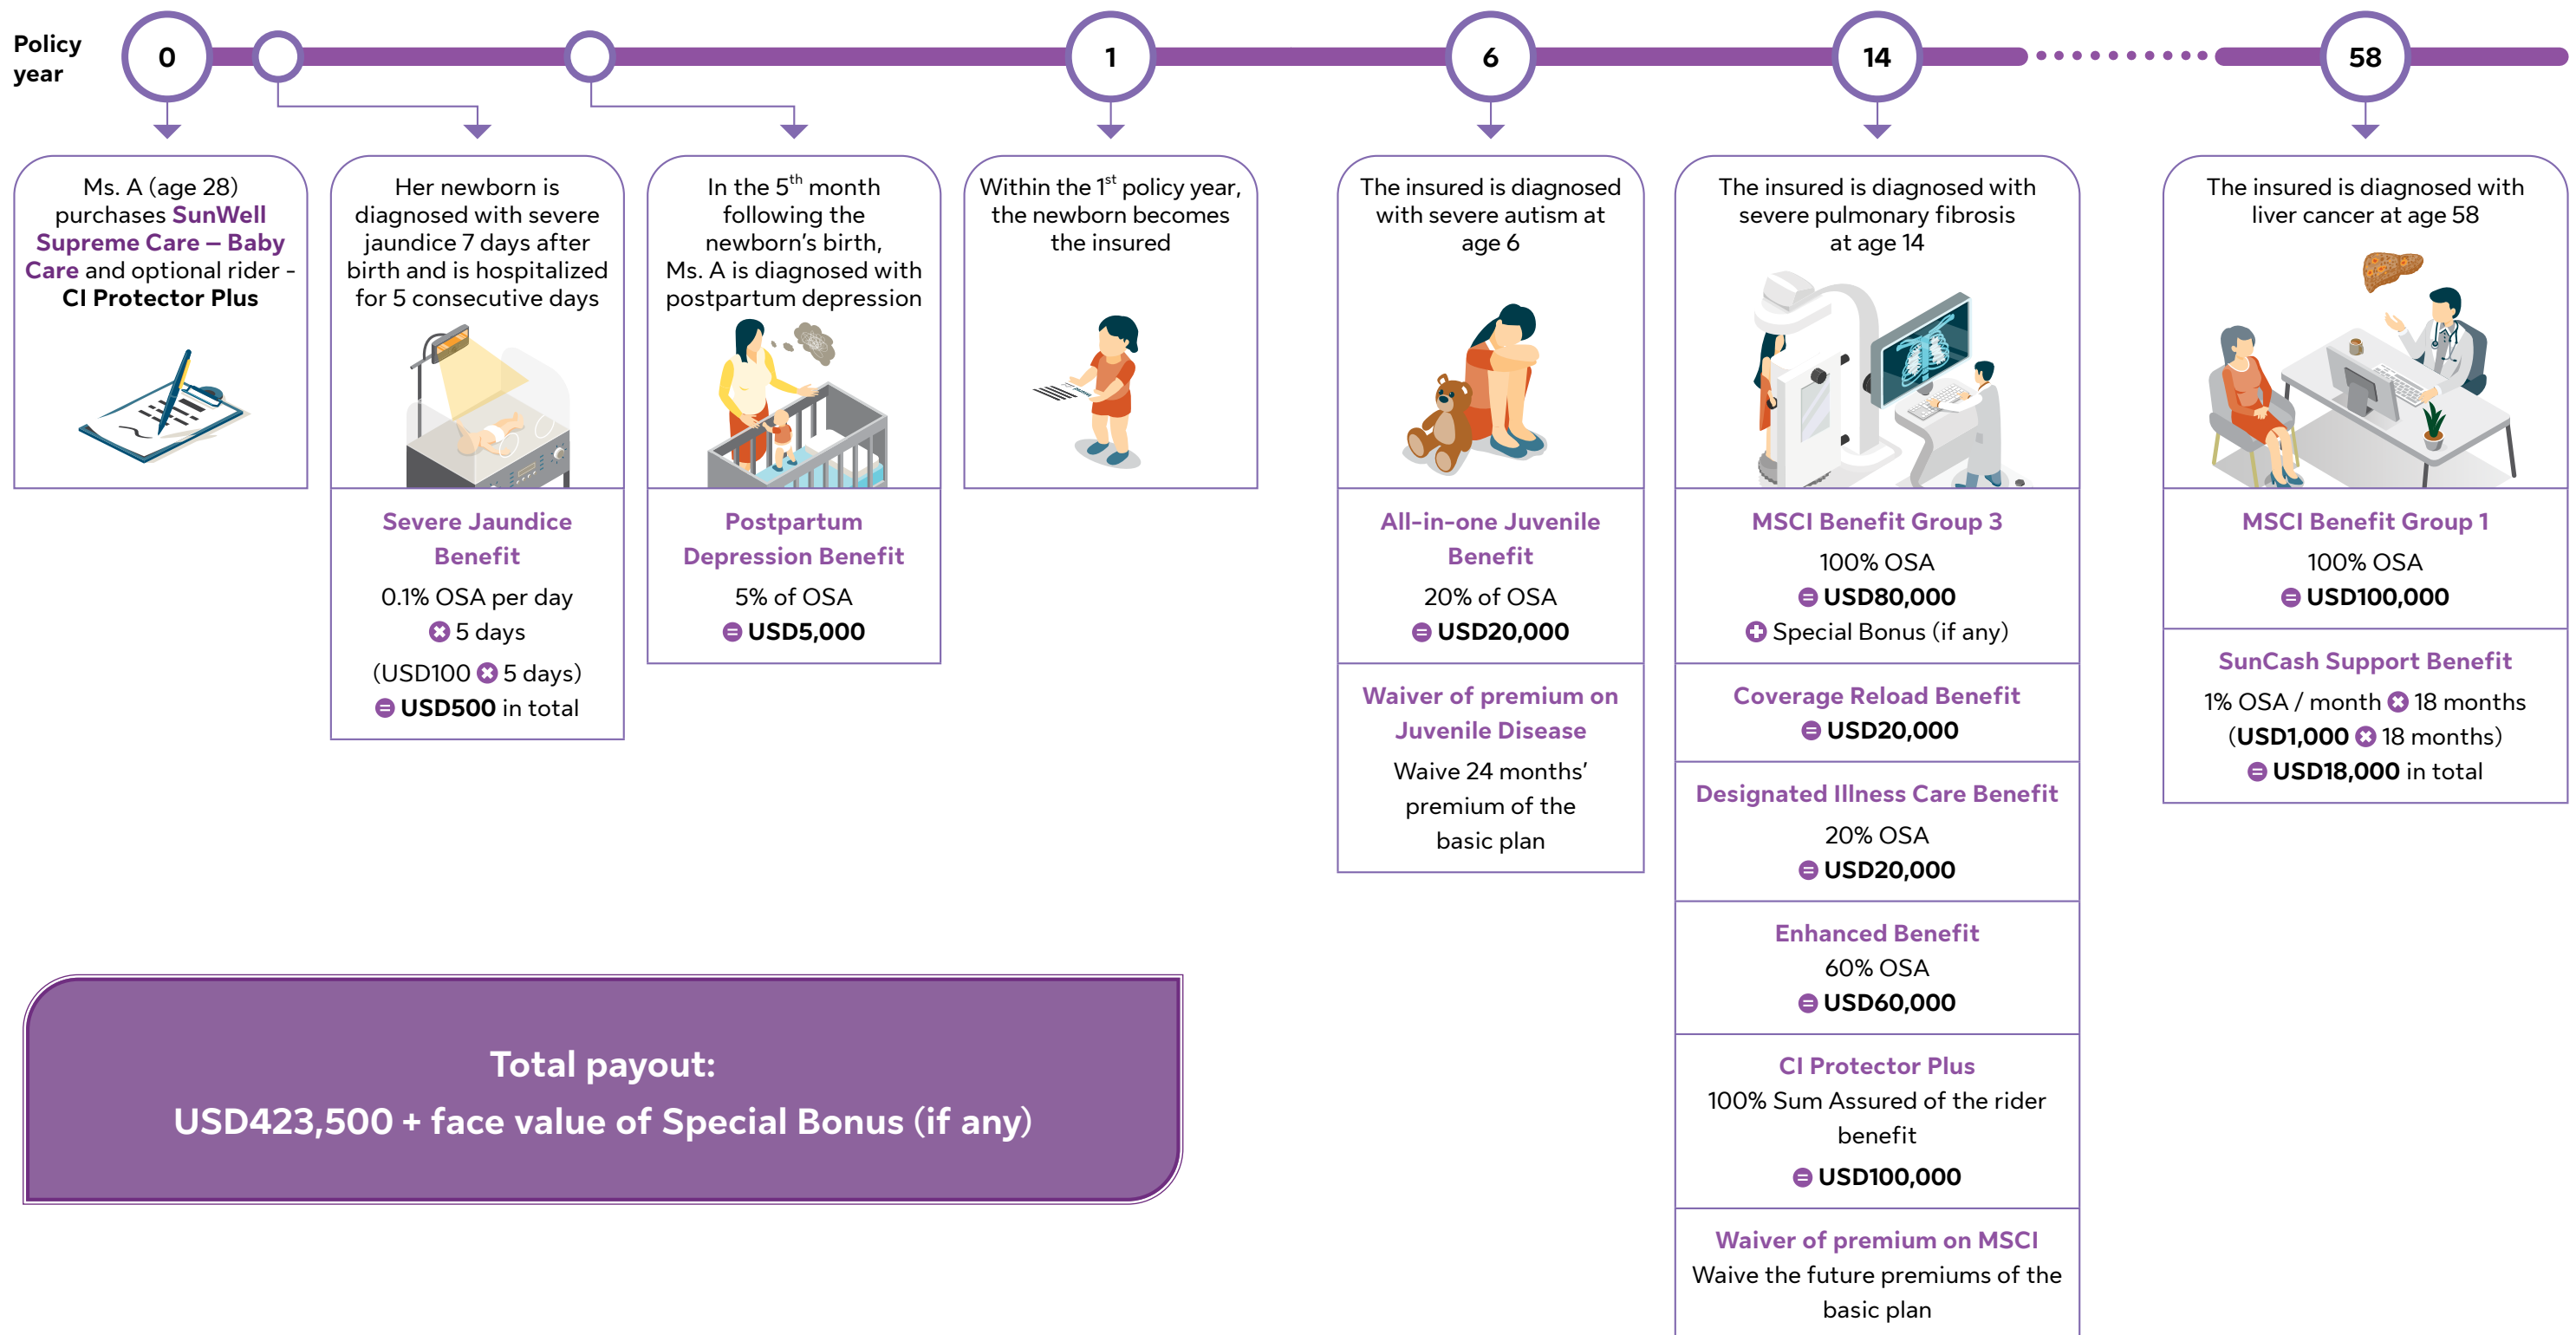 Policy
year
0
1
6
14
58
Ms. A (age 28)
purchases SunWell
Supreme Care – Baby
Care and optional rider -
CI Protector Plus
Her newborn is
diagnosed with severe
jaundice 7 days after
birth and is hospitalized
for 5 consecutive days
Severe Jaundice
Benefit
0.1% OSA per day
× 5 days
(USD100 × 5 days)
= USD500 in total
In the 5th month
following the
newborn's birth,
Ms. A is diagnosed with
postpartum depression
Postpartum
Depression Benefit
5% of OSA
= USD5,000
Within the 1st policy year,
the newborn becomes
the insured
The insured is diagnosed
with severe autism at
age 6
All-in-one Juvenile
Benefit
20% of OSA
= USD20,000
Waiver of premium on
Juvenile Disease
Waive 24 months'
premium of the
basic plan
The insured is diagnosed with
severe pulmonary fibrosis
at age 14
MSCI Benefit Group 3
100% OSA
= USD80,000
+ Special Bonus (if any)
Coverage Reload Benefit
= USD20,000
Designated Illness Care Benefit
20% OSA
= USD20,000
Enhanced Benefit
60% OSA
= USD60,000
CI Protector Plus
100% Sum Assured of the rider
benefit
= USD100,000
Waiver of premium on MSCI
Waive the future premiums of the
basic plan
The insured is diagnosed with
liver cancer at age 58
MSCI Benefit Group 1
100% OSA
= USD100,000
SunCash Support Benefit
1% OSA / month × 18 months
(USD1,000 × 18 months)
= USD18,000 in total
Total payout:
USD423,500 + face value of Special Bonus (if any)